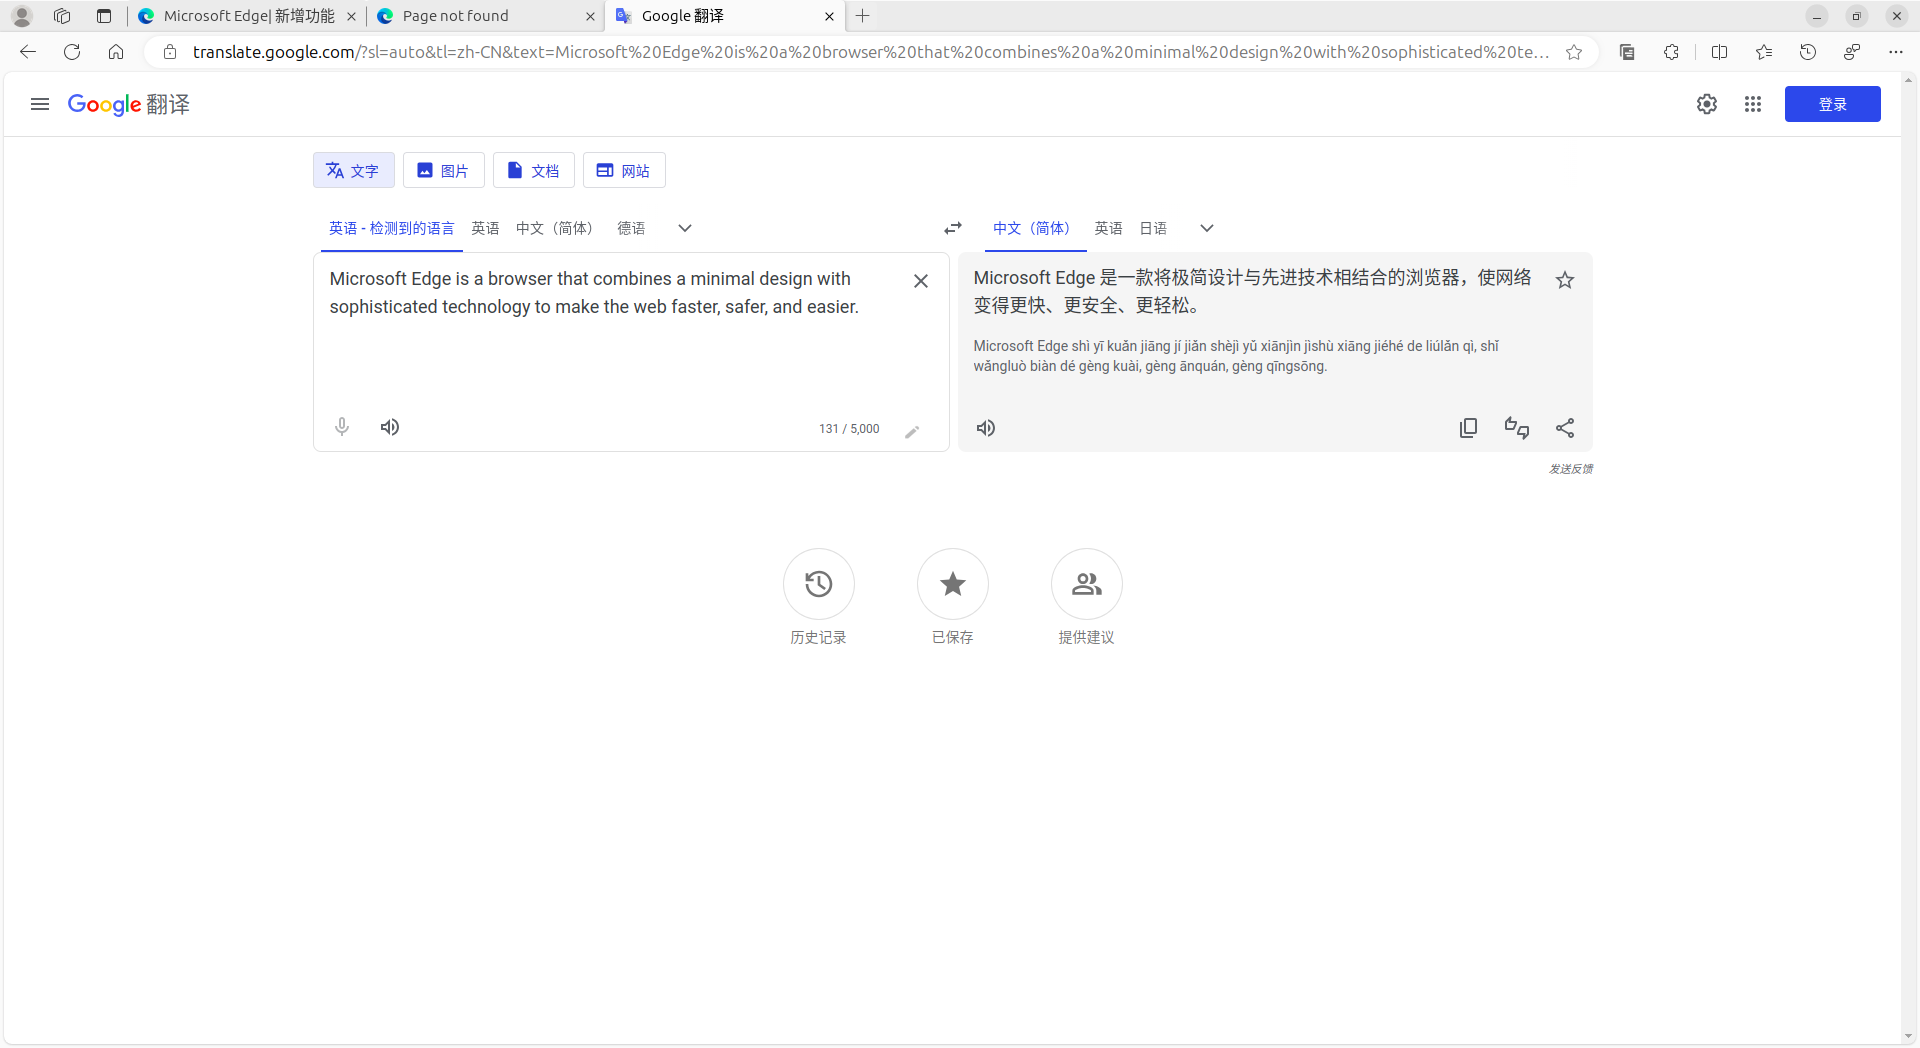 Microsoft Edge| 新增功能
Page not found
Google 翻译
translate.google.com/?sl=auto&tl=zh-CN&text=Microsoft%20Edge%20is%20a%20browser%20that%20combines%20a%20minimal%20design%20with%20sophisticated%20te…
Google 翻译
登录
文字
图片
文档
网站
英语 - 检测到的语言
英语
中文（简体）
德语
中文（简体）
英语
日语
Microsoft Edge is a browser that combines a minimal design with
sophisticated technology to make the web faster, safer, and easier.
131 / 5,000
Microsoft Edge 是一款将极简设计与先进技术相结合的浏览器，使网络
变得更快、更安全、更轻松。
Microsoft Edge shì yī kuǎn jiāng jí jiǎn shèjì yǔ xiānjìn jìshù xiāng jiéhé de liúlǎn qì, shǐ
wǎngluò biàn dé gèng kuài, gèng ānquán, gèng qīngsōng.
发送反馈
历史记录
已保存
提供建议